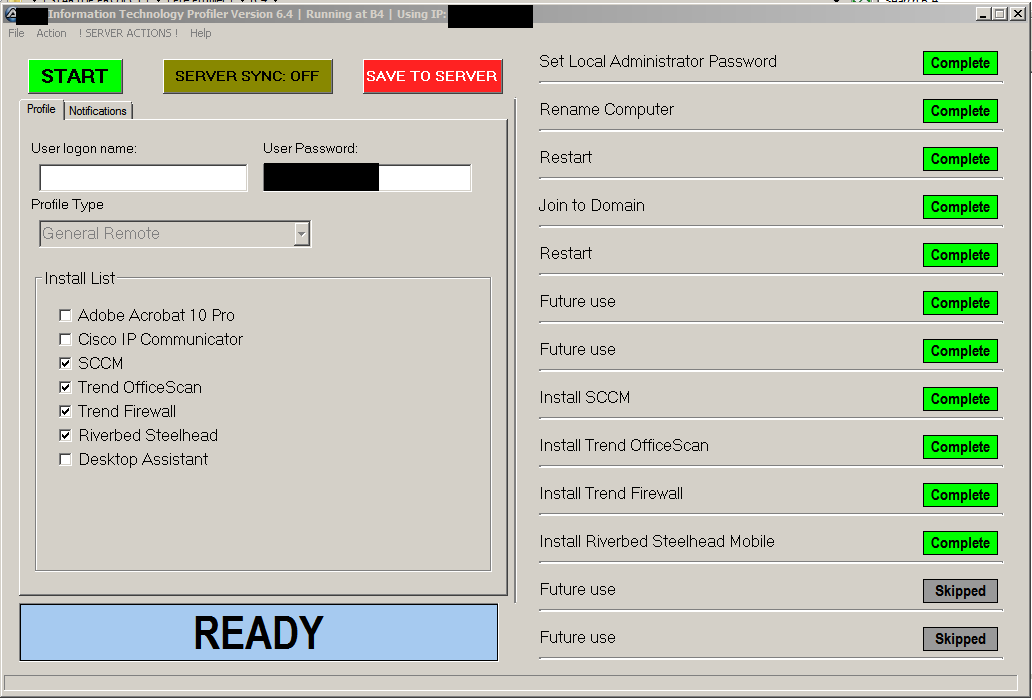 Information Technology Profiler Version 6.4 | Running at B4 | Using IP:
File Action ! SERVER ACTIONS ! Help
START
SERVER SYNC: OFF
SAVE TO SERVER
Profile
Notifications
User logon name:
User Password:
Profile Type
General Remote
Install List
Adobe Acrobat 10 Pro
Cisco IP Communicator
SCCM
Trend OfficeScan
Trend Firewall
Riverbed Steelhead
Desktop Assistant
READY
Set Local Administrator Password Complete
Rename Computer Complete
Restart Complete
Join to Domain Complete
Restart Complete
Future use Complete
Future use Complete
Install SCCM Complete
Install Trend OfficeScan Complete
Install Trend Firewall Complete
Install Riverbed Steelhead Mobile Complete
Future use Skipped
Future use Skipped